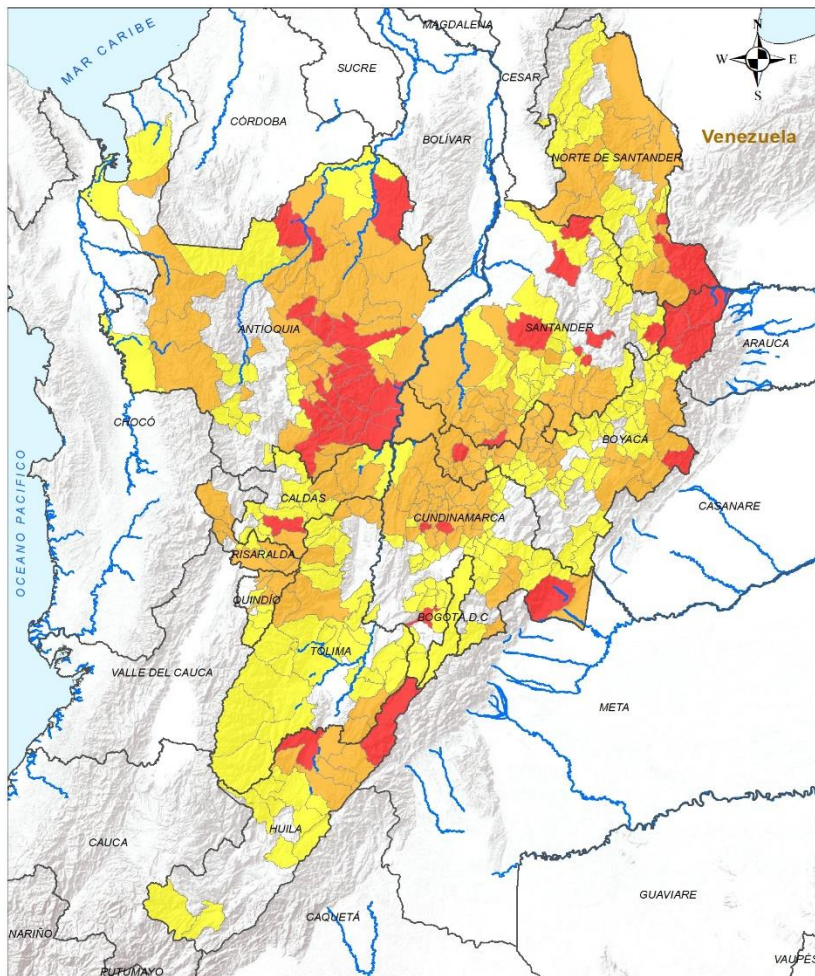 MAGDALENA
N
W E
S
MAR CARIBE
SUCRE
CESAR
CÓRDOBA
BOLÍVAR
Venezuela
NORTE DE SANTANDER
ANTIOQUIA
SANTANDER
ARAUCA
CHOCÓ
BOYACÁ
OCEANO PACIFICO
CALDAS
CUNDINAMARCA
CASANARE
RISARALDA
QUINDÍO
BOGOTÁ, D.C
TOLIMA
VALLE DEL CAUCA
META
HUILA
CAUCA
GUAVIARE
CAQUETÁ
NARIÑO
PUTUMAYO
VAUPÉS